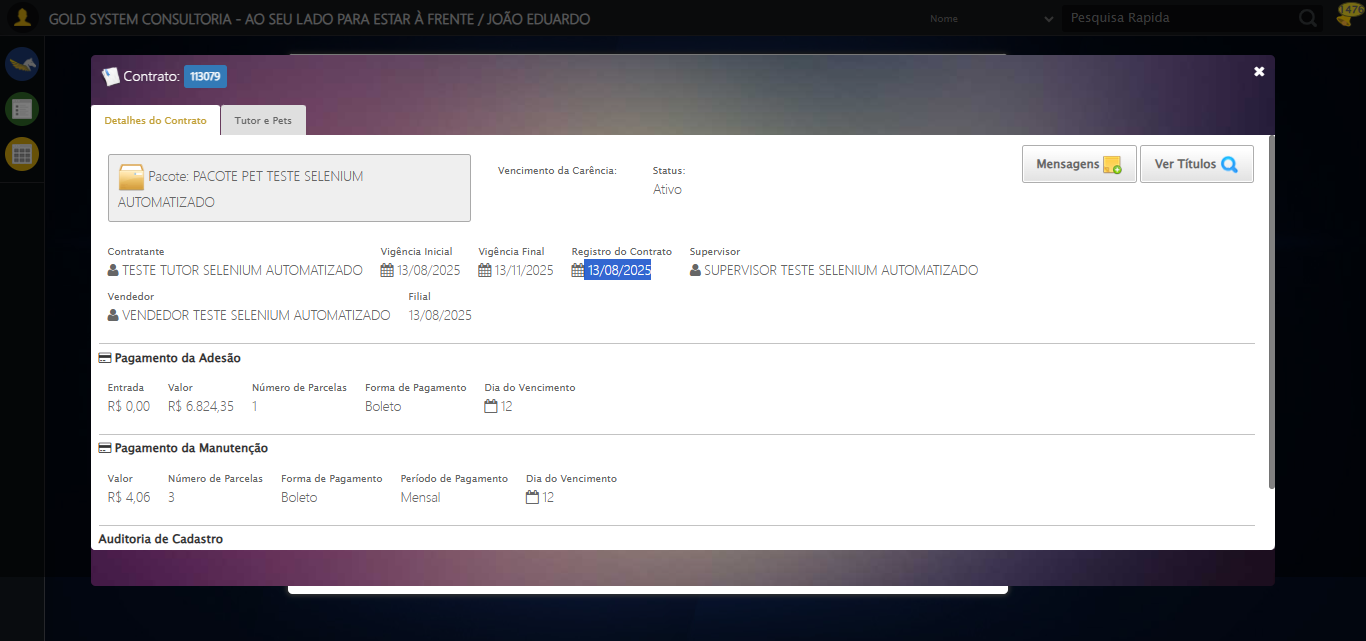 GOLD SYSTEM CONSULTORIA - AO SEU LADO PARA ESTAR À FRENTE / JOÃO EDUARDO
Nome
Pesquisa Rapida
1476
Contrato: 113079
Detalhes do Contrato
Tutor e Pets
Pacote: PACOTE PET TESTE SELENIUM
AUTOMATIZADO
Vencimento da Carência:
Status:
Ativo
Mensagens
Ver Títulos
Contratante
TESTE TUTOR SELENIUM AUTOMATIZADO
Vigência Inicial
13/08/2025
Vigência Final
13/11/2025
Registro do Contrato
13/08/2025
Supervisor
SUPERVISOR TESTE SELENIUM AUTOMATIZADO
Vendedor
VENDEDOR TESTE SELENIUM AUTOMATIZADO
Filial
13/08/2025
Pagamento da Adesão
Entrada
R$ 0,00
Valor
R$ 6.824,35
Número de Parcelas
1
Forma de Pagamento
Boleto
Dia do Vencimento
12
Pagamento da Manutenção
Valor
R$ 4,06
Número de Parcelas
3
Forma de Pagamento
Boleto
Período de Pagamento
Mensal
Dia do Vencimento
12
Auditoria de Cadastro